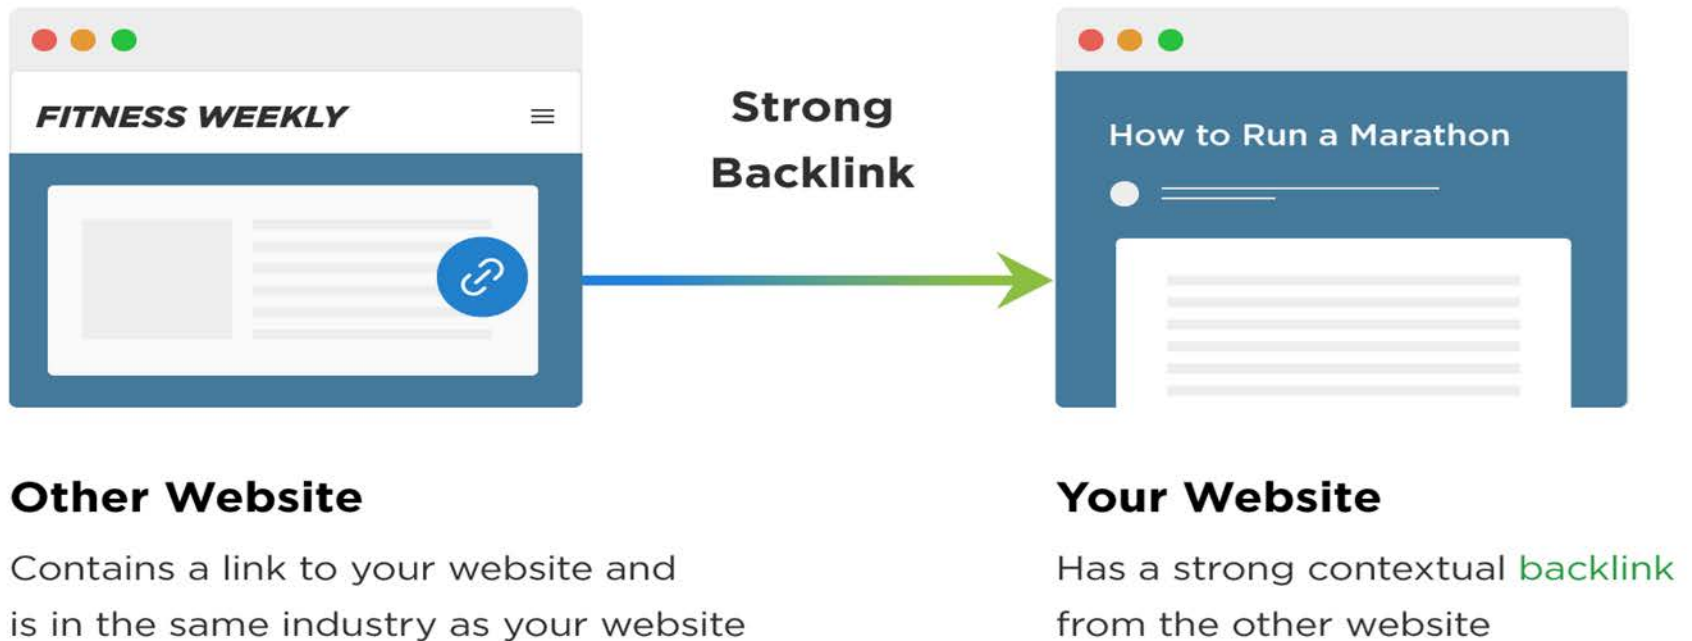 FITNESS WEEKLY
Strong
Backlink
How to Run a Marathon
Other Website
Contains a link to your website and
is in the same industry as your website
Your Website
Has a strong contextual backlink
from the other website